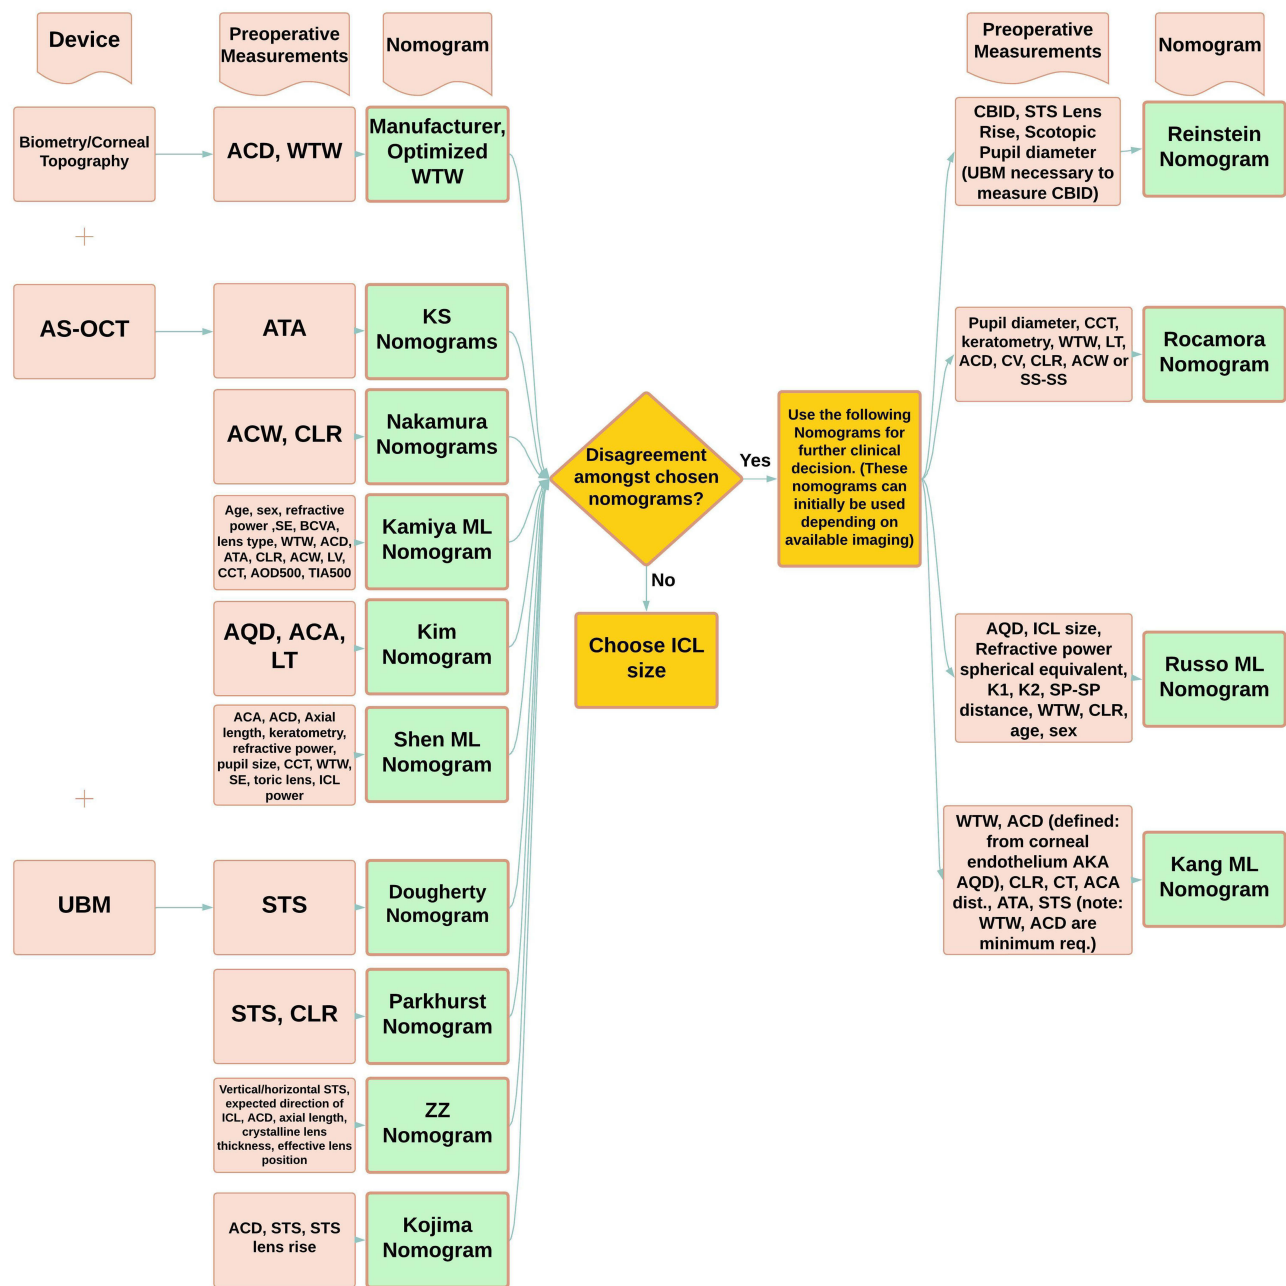 Device
Preoperative
Measurements
Nomogram
Biometry/Corneal
Topography
ACD, WTW
Manufacturer,
Optimized
WTW
+
AS-OCT
ATA
KS
Nomograms
ACW, CLR
Nakamura
Nomograms
Age, sex, refractive
power ,SE, BCVA,
lens type, WTW, ACD,
ATA, CLR, ACW, LV,
CCT, AOD500, TIA500
Kamiya ML
Nomogram
AQD, ACA,
LT
Kim
Nomogram
ACA, ACD, Axial
length, keratometry,
refractive power,
pupil size, CCT, WTW,
SE, toric lens, ICL
power
Shen ML
Nomogram
+
UBM
STS
Dougherty
Nomogram
STS, CLR
Parkhurst
Nomogram
Vertical/horizontal STS,
expected direction of
ICL, ACD, axial length,
crystalline lens
thickness, effective lens
position
ZZ
Nomogram
ACD, STS, STS
lens rise
Kojima
Nomogram
Disagreement
amongst chosen
nomograms?
Yes
No
Choose ICL
size
Use the following
Nomograms for
further clinical
decision. (These
nomograms can
initially be used
depending on
available imaging)
Preoperative
Measurements
Nomogram
CBID, STS Lens
Rise, Scotopic
Pupil diameter
(UBM necessary to
measure CBID)
Reinstein
Nomogram
Pupil diameter, CCT,
keratometry, WTW, LT,
ACD, CV, CLR, ACW or
SS-SS
Rocamora
Nomogram
AQD, ICL size,
Refractive power
spherical equivalent,
K1, K2, SP-SP
distance, WTW, CLR,
age, sex
Russo ML
Nomogram
WTW, ACD (defined:
from corneal
endothelium AKA
AQD), CLR, CT, ACA
dist., ATA, STS (note:
WTW, ACD are
minimum req.)
Kang ML
Nomogram